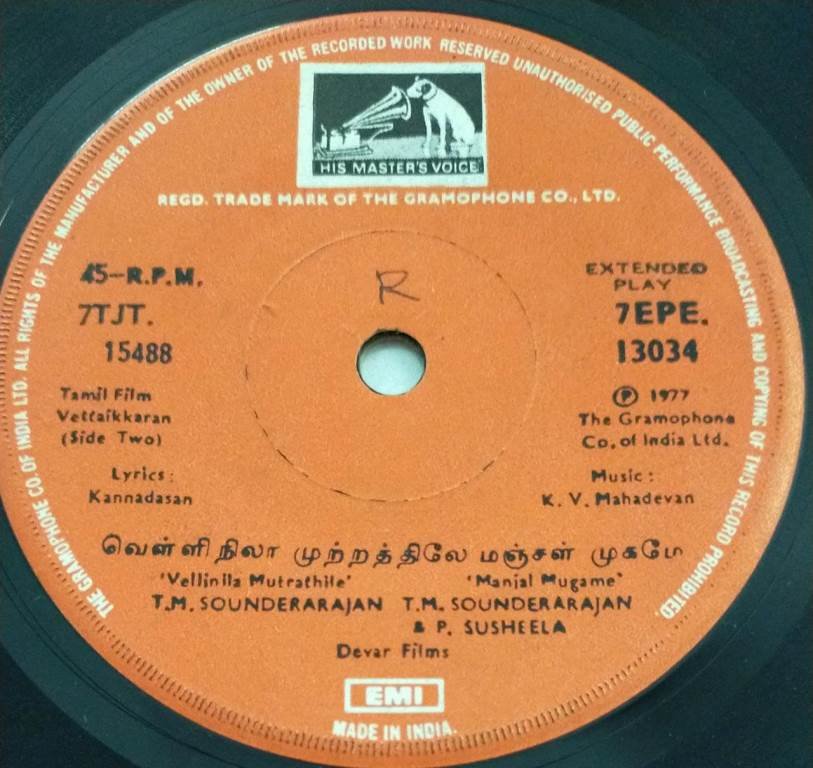 THE GRAMOPHONE CO OF INDIA LTD. ALL RIGHTS OF THE MANUFACTURER AND OF THE OWNER OF THE RECORDED WORK RESERVED UNAUTHORISED PUBLIC PERFORMANCE BROADCASTING AND COPYING OF THIS RECORD PROHIBITED.
HIS MASTER'S VOICE
REGD. TRADE MARK OF THE GRAMOPHONE CO., LTD.
R
45-R.P.M.
7TJT.
15488
EXTENDED
PLAY
7EPE.
13034
Tamil Film
Vettaikkaran
(Side Two)
℗ 1977
The Gramophone
Co. of India Ltd.
Lyrics:
Kannadasan
Music:
K. V. Mahadevan
வெள்ளிநிலா முற்றத்திலே மஞ்சள் முகமே
'Vellinila Mutrathile' 'Manjal Mugame'
T.M. SOUNDERARAJAN T.M. SOUNDERARAJAN
& P. SUSHEELA
Devar Films
EMI
MADE IN INDIA.